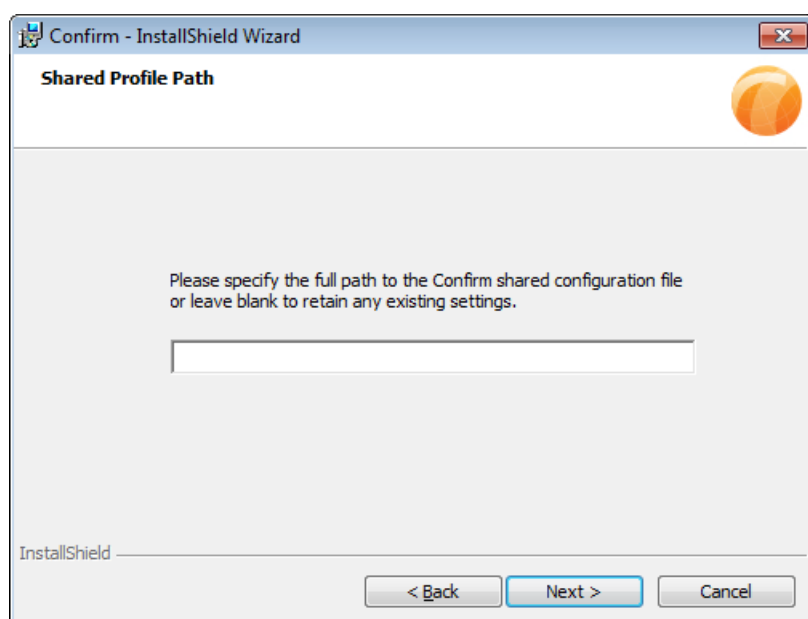 Confirm - InstallShield Wizard
Shared Profile Path
Please specify the full path to the Confirm shared configuration file
or leave blank to retain any existing settings.
InstallShield
< Back
Next >
Cancel